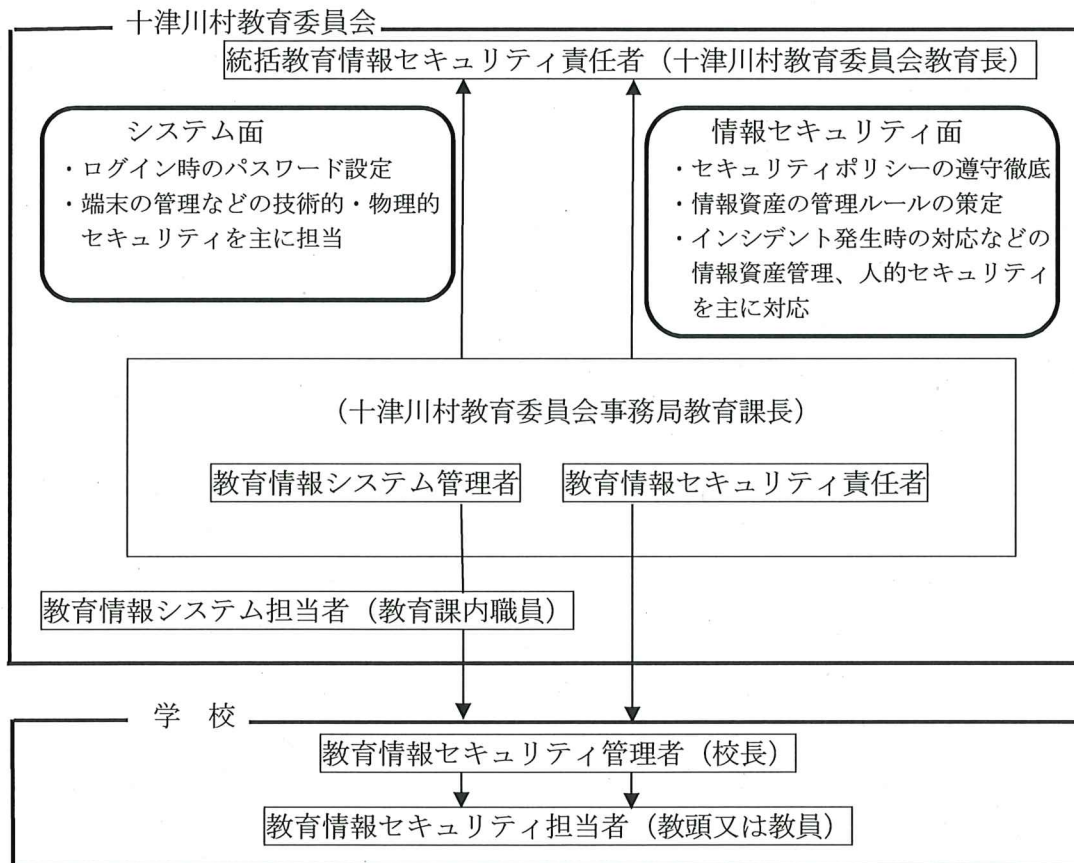 十津川村教育委員会
統括教育情報セキュリティ責任者（十津川村教育委員会教育長）
システム面
・ログイン時のパスワード設定
・端末の管理などの技術的・物理的
セキュリティを主に担当
情報セキュリティ面
・セキュリティポリシーの遵守徹底
・情報資産の管理ルールの策定
・インシデント発生時の対応などの
情報資産管理、人的セキュリティ
を主に対応
（十津川村教育委員会事務局教育課長）
教育情報システム管理者
教育情報セキュリティ責任者
教育情報システム担当者（教育課内職員）
学　校
教育情報セキュリティ管理者（校長）
教育情報セキュリティ担当者（教頭又は教員）